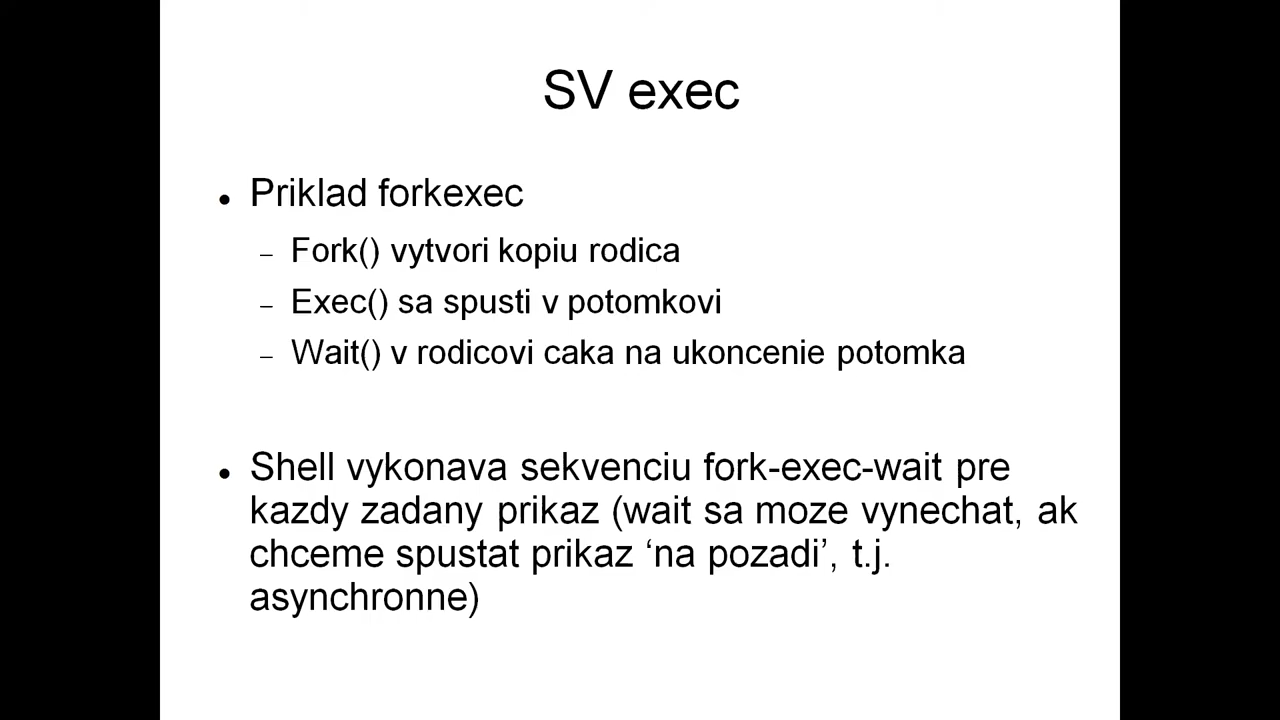 SV exec
● Priklad forkexec
– Fork() vytvori kopiu rodica
– Exec() sa spusti v potomkovi
– Wait() v rodicovi caka na ukoncenie potomka
● Shell vykonava sekvenciu fork-exec-wait pre
kazdy zadany prikaz (wait sa moze vynechat, ak
chceme spustat prikaz ‘na pozadi’, t.j.
asynchronne)